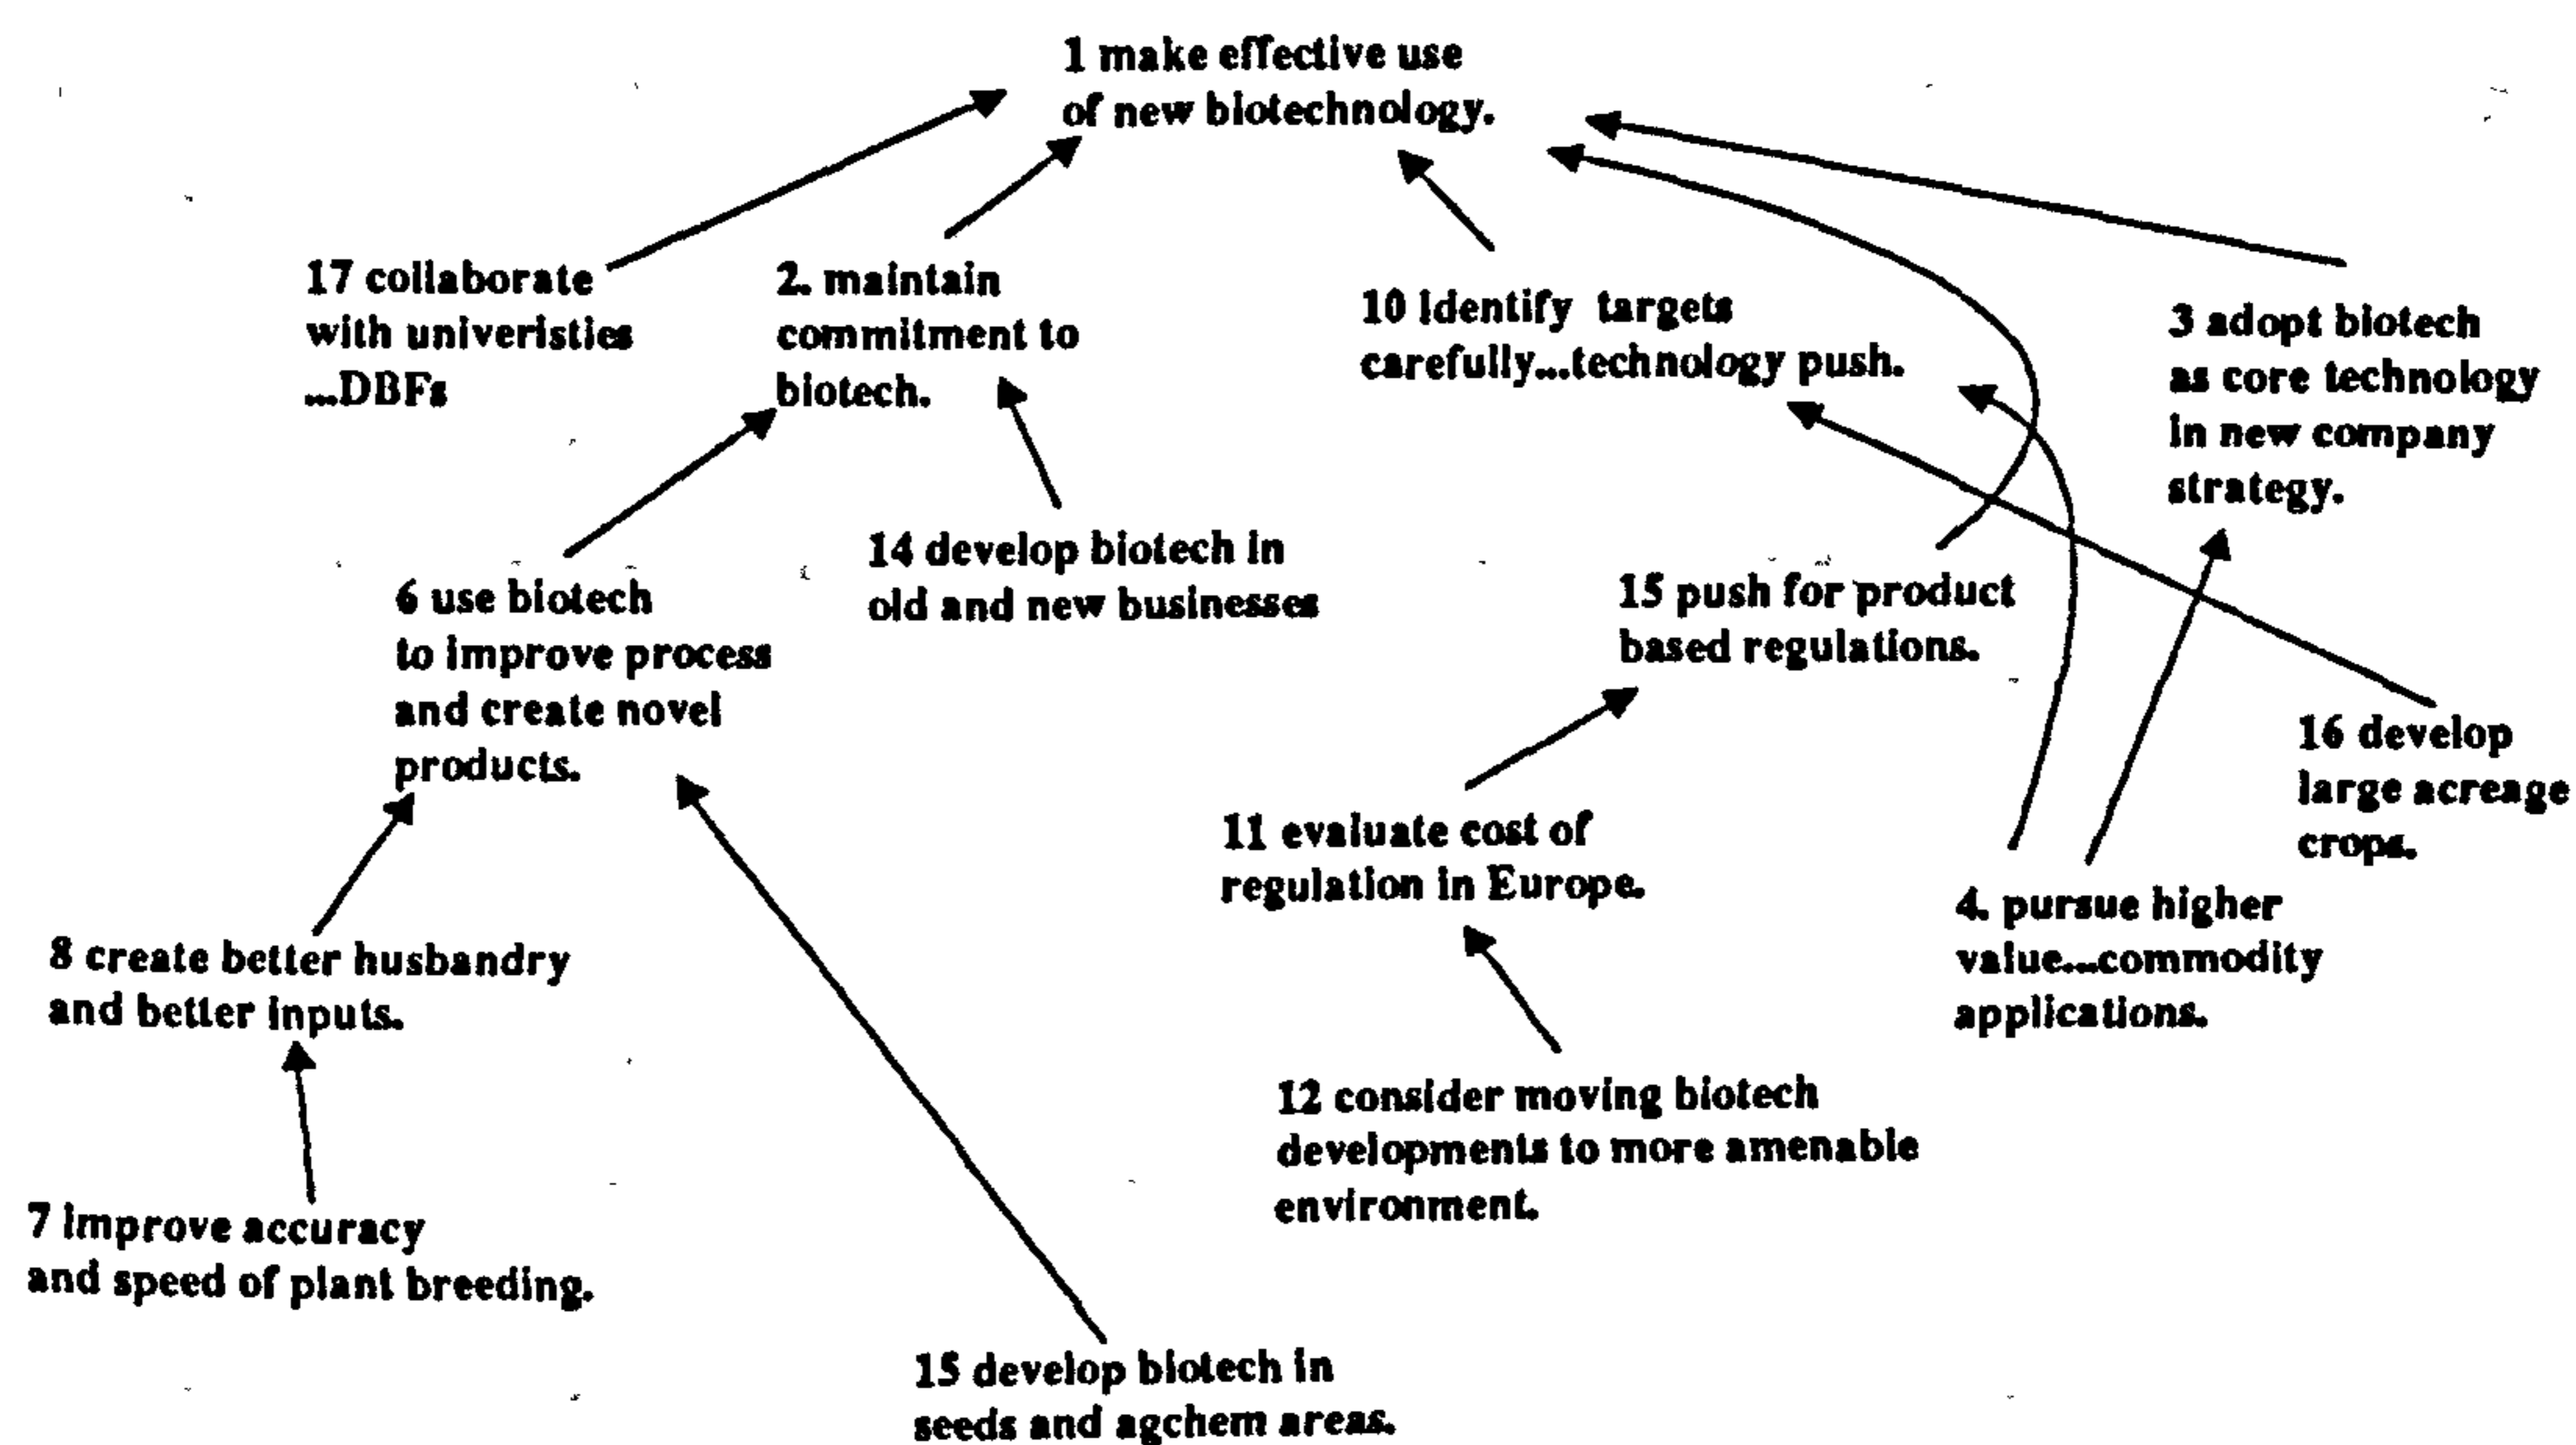 1 make effective use
of new biotechnology.
17 collaborate
with univeristies
...DBFs
2. maintain
commitment to
biotech.
10 identify targets
carefully...technology push.
3 adopt biotech
as core technology
in new company
strategy.
14 develop biotech in
old and new businesses
6 use biotech
to improve process
and create novel
products.
15 push for product
based regulations.
16 develop
large acreage
crops.
11 evaluate cost of
regulation in Europe.
4. pursue higher
value...commodity
applications.
8 create better husbandry
and better inputs.
12 consider moving biotech
developments to more amenable
environment.
7 improve accuracy
and speed of plant breeding.
15 develop biotech in
seeds and agchem areas.